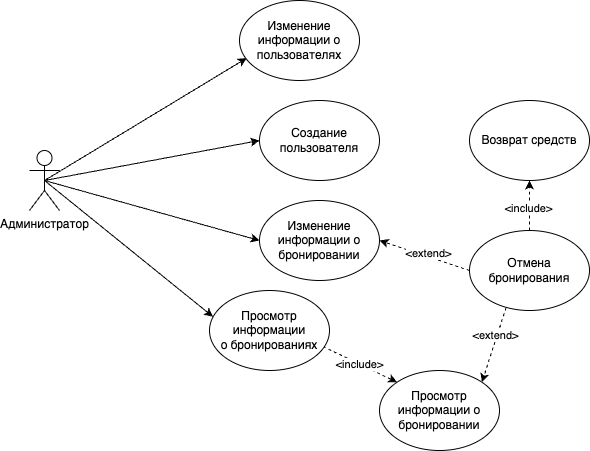 Изменение
информации о
пользователях
Создание
пользователя
Возврат средств
Администратор
<include>
Изменение
информации о
бронировании
<extend>
Отмена
бронирования
Просмотр
информации
о бронированиях
<extend>
<include>
Просмотр
информации о
бронировании